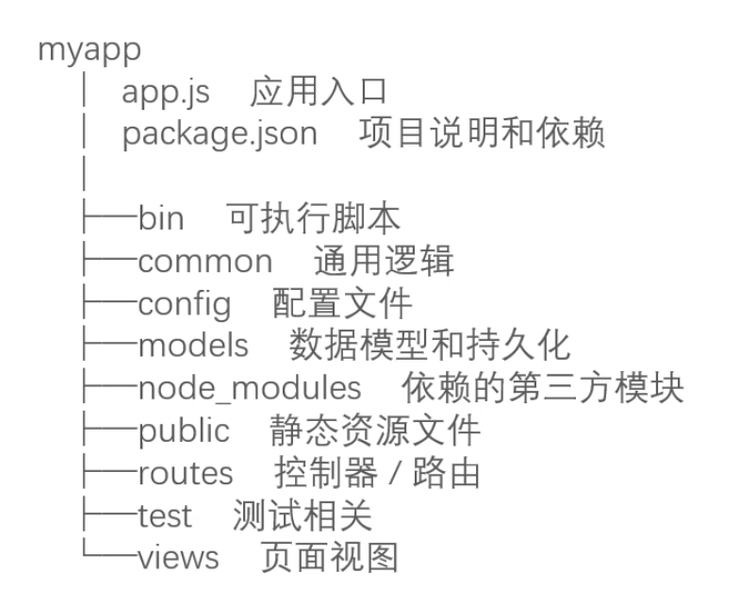 myapp
│ app.js 应用入口
│ package.json 项目说明和依赖
│
├──bin 可执行脚本
├──common 通用逻辑
├──config 配置文件
├──models 数据模型和持久化
├──node_modules 依赖的第三方模块
├──public 静态资源文件
├──routes 控制器 / 路由
├──test 测试相关
└──views 页面视图